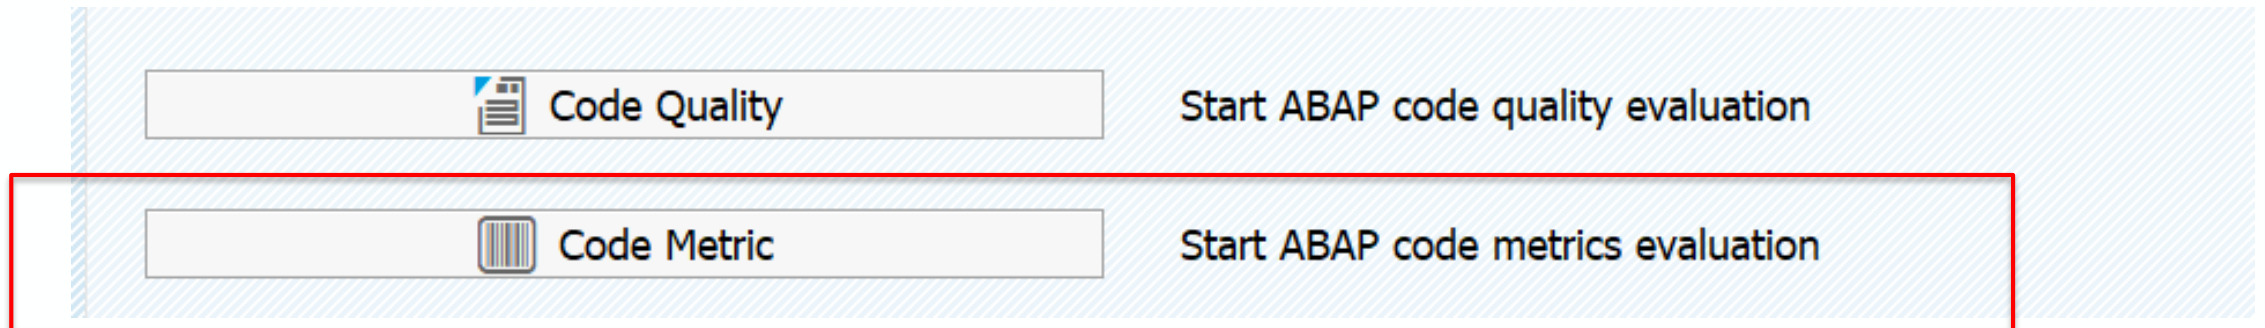 Code Quality Start ABAP code quality evaluation
Code Metric Start ABAP code metrics evaluation